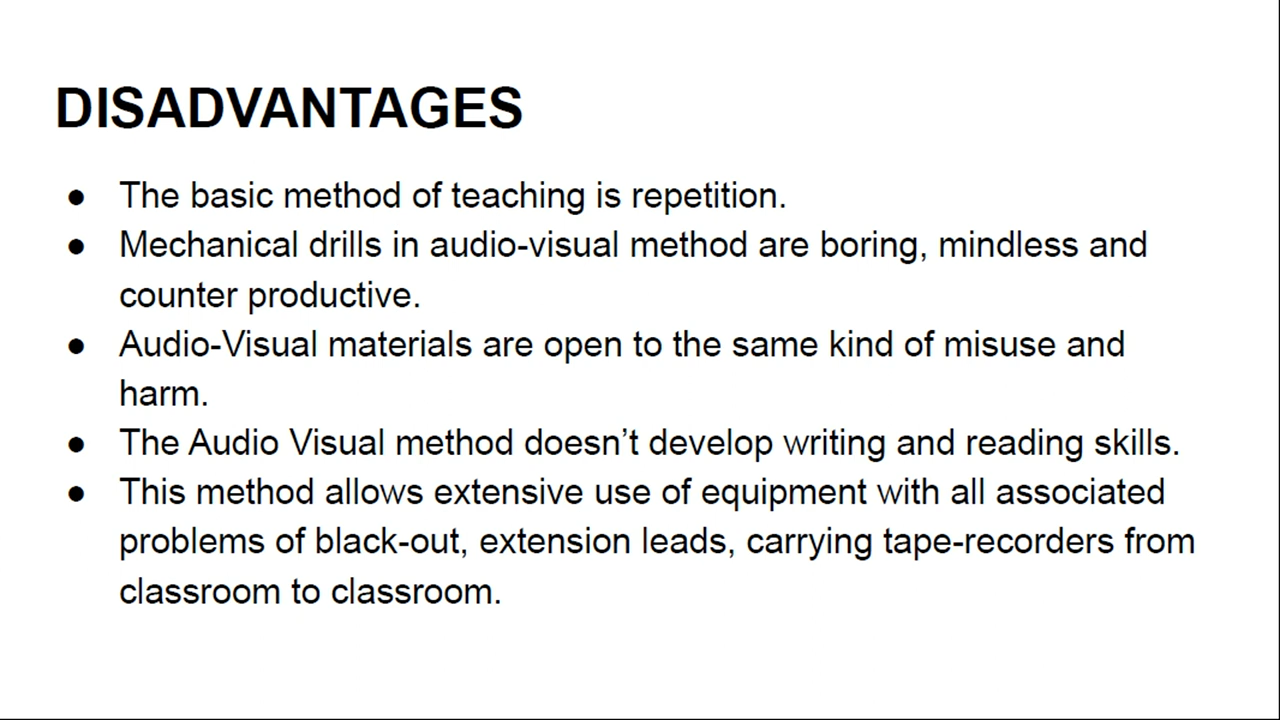 DISADVANTAGES
● The basic method of teaching is repetition.
● Mechanical drills in audio-visual method are boring, mindless and
counter productive.
● Audio-Visual materials are open to the same kind of misuse and
harm.
● The Audio Visual method doesn’t develop writing and reading skills.
● This method allows extensive use of equipment with all associated
problems of black-out, extension leads, carrying tape-recorders from
classroom to classroom.